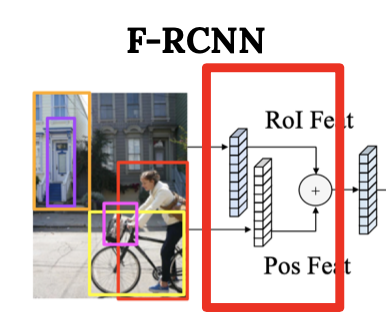 F-RCNN
RoI Feat
+
Pos Feat